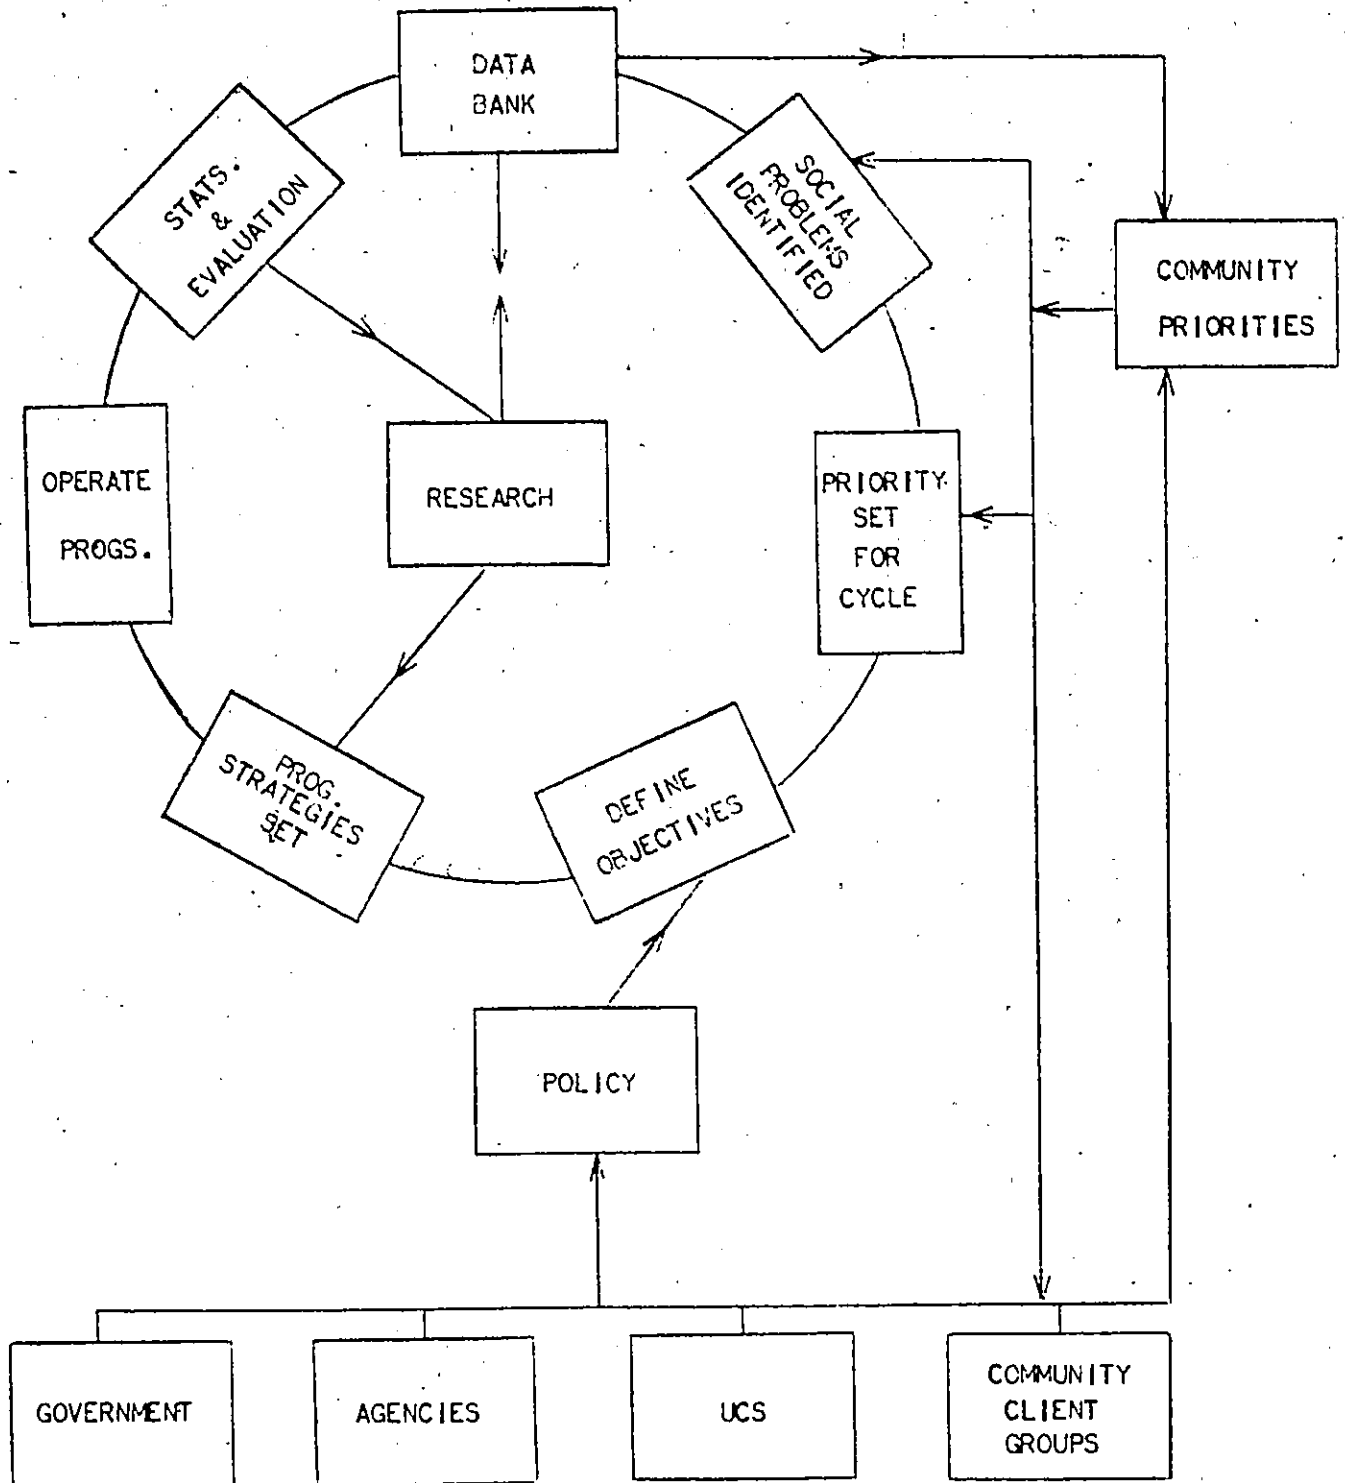 DATA
BANK
STATS.
&
EVALUATION
SOCIAL
PROBLEMS
IDENTIFIED
COMMUNITY
PRIORITIES
OPERATE
PROGS.
RESEARCH
PRIORITY
SET
FOR
CYCLE
PROG.
STRATEGIES
SET
DEFINE
OBJECTIVES
POLICY
GOVERNMENT
AGENCIES
UCS
COMMUNITY
CLIENT
GROUPS